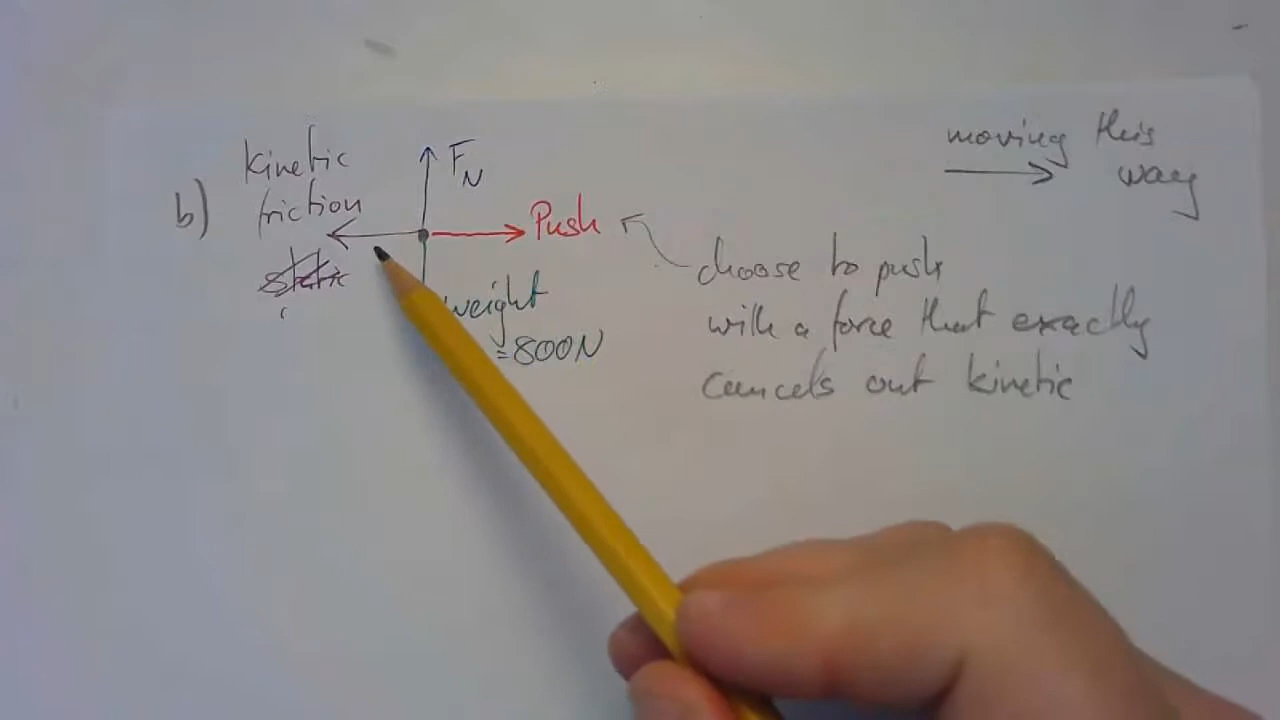 moving this
way
kinetic
friction
b)
F_N
Push
static
weight
=800N
choose to push
with a force that exactly
cancels out kinetic